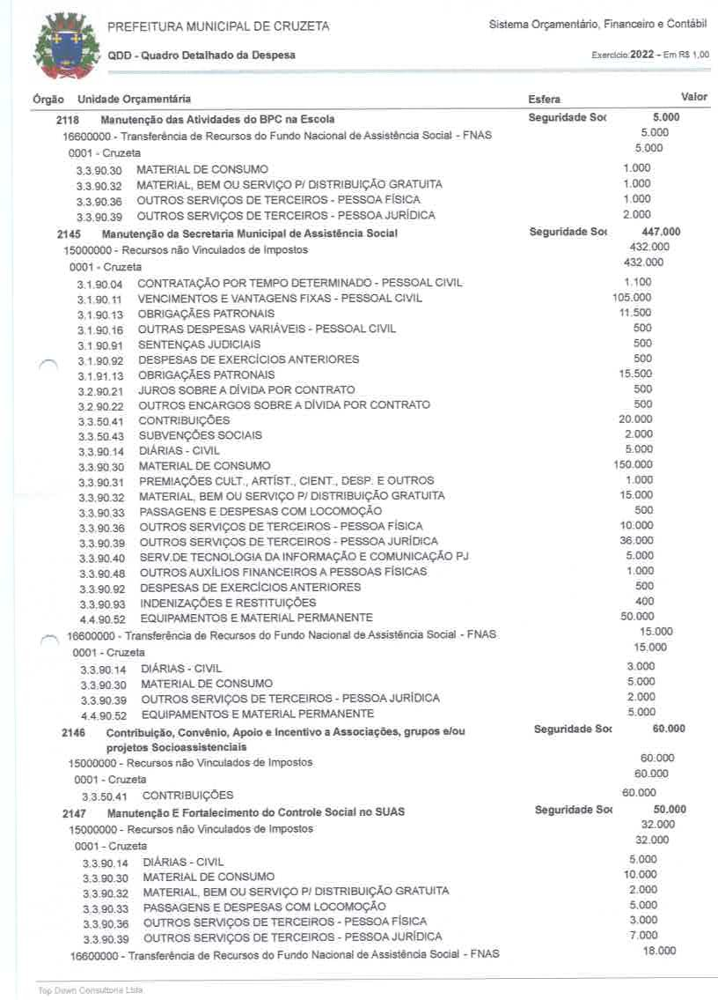 PREFEITURA MUNICIPAL DE CRUZETA Sistema Orçamentário, Financeiro e Contábil
QDD - Quadro Detalhado da Despesa Exercício: 2022 – Em R$ 1,00
Órgão Unidade Orçamentária Esfera Valor
2118 Manutenção das Atividades do BPC na Escola Seguridade Soc 5.000
16600000 - Transferência de Recursos do Fundo Nacional de Assistência Social - FNAS 5.000
0001 - Cruzeta 5.000
3.3.90.30 MATERIAL DE CONSUMO 1.000
3.3.90.32 MATERIAL, BEM OU SERVIÇO P/ DISTRIBUIÇÃO GRATUITA 1.000
3.3.90.36 OUTROS SERVIÇOS DE TERCEIROS - PESSOA FÍSICA 1.000
3.3.90.39 OUTROS SERVIÇOS DE TERCEIROS - PESSOA JURÍDICA 2.000
2145 Manutenção da Secretaria Municipal de Assistência Social Seguridade Soc 447.000
15000000 - Recursos não Vinculados de Impostos 432.000
0001 - Cruzeta 432.000
3.1.90.04 CONTRATAÇÃO POR TEMPO DETERMINADO - PESSOAL CIVIL 1.100
3.1.90.11 VENCIMENTOS E VANTAGENS FIXAS - PESSOAL CIVIL 105.000
3.1.90.13 OBRIGAÇÃES PATRONAIS 11.500
3.1.90.16 OUTRAS DESPESAS VARIÁVEIS - PESSOAL CIVIL 500
3.1.90.91 SENTENÇAS JUDICIAIS 500
3.1.90.92 DESPESAS DE EXERCÍCIOS ANTERIORES 500
3.1.91.13 OBRIGAÇÃES PATRONAIS 15.500
3.2.90.21 JUROS SOBRE A DÍVIDA POR CONTRATO 500
3.2.90.22 OUTROS ENCARGOS SOBRE A DÍVIDA POR CONTRATO 500
3.3.50.41 CONTRIBUIÇÕES 20.000
3.3.50.43 SUBVENÇÕES SOCIAIS 2.000
3.3.90.14 DIÁRIAS - CIVIL 5.000
3.3.90.30 MATERIAL DE CONSUMO 150.000
3.3.90.31 PREMIAÇÕES CULT., ARTÍST., CIENT., DESP. E OUTROS 1.000
3.3.90.32 MATERIAL, BEM OU SERVIÇO P/ DISTRIBUIÇÃO GRATUITA 15.000
3.3.90.33 PASSAGENS E DESPESAS COM LOCOMOÇÃO 500
3.3.90.36 OUTROS SERVIÇOS DE TERCEIROS - PESSOA FÍSICA 10.000
3.3.90.39 OUTROS SERVIÇOS DE TERCEIROS - PESSOA JURÍDICA 36.000
3.3.90.40 SERV.DE TECNOLOGIA DA INFORMAÇÃO E COMUNICAÇÃO PJ 5.000
3.3.90.48 OUTROS AUXÍLIOS FINANCEIROS A PESSOAS FÍSICAS 1.000
3.3.90.92 DESPESAS DE EXERCÍCIOS ANTERIORES 500
3.3.90.93 INDENIZAÇÕES E RESTITUIÇÕES 400
4.4.90.52 EQUIPAMENTOS E MATERIAL PERMANENTE 50.000
16600000 - Transferência de Recursos do Fundo Nacional de Assistência Social - FNAS 15.000
0001 - Cruzeta 15.000
3.3.90.14 DIÁRIAS - CIVIL 3.000
3.3.90.30 MATERIAL DE CONSUMO 5.000
3.3.90.39 OUTROS SERVIÇOS DE TERCEIROS - PESSOA JURÍDICA 2.000
4.4.90.52 EQUIPAMENTOS E MATERIAL PERMANENTE 5.000
2146 Contribuição, Convênio, Apoio e Incentivo a Associações, grupos e/ou Seguridade Soc 60.000
projetos Socioassistenciais
15000000 - Recursos não Vinculados de Impostos 60.000
0001 - Cruzeta 60.000
3.3.50.41 CONTRIBUIÇÕES 60.000
2147 Manutenção E Fortalecimento do Controle Social no SUAS Seguridade Soc 50.000
15000000 - Recursos não Vinculados de Impostos 32.000
0001 - Cruzeta 32.000
3.3.90.14 DIÁRIAS - CIVIL 5.000
3.3.90.30 MATERIAL DE CONSUMO 10.000
3.3.90.32 MATERIAL, BEM OU SERVIÇO P/ DISTRIBUIÇÃO GRATUITA 2.000
3.3.90.33 PASSAGENS E DESPESAS COM LOCOMOÇÃO 5.000
3.3.90.36 OUTROS SERVIÇOS DE TERCEIROS - PESSOA FÍSICA 3.000
3.3.90.39 OUTROS SERVIÇOS DE TERCEIROS - PESSOA JURÍDICA 7.000
16600000 - Transferência de Recursos do Fundo Nacional de Assistência Social - FNAS 18.000
Top Down Consultoria Ltda.